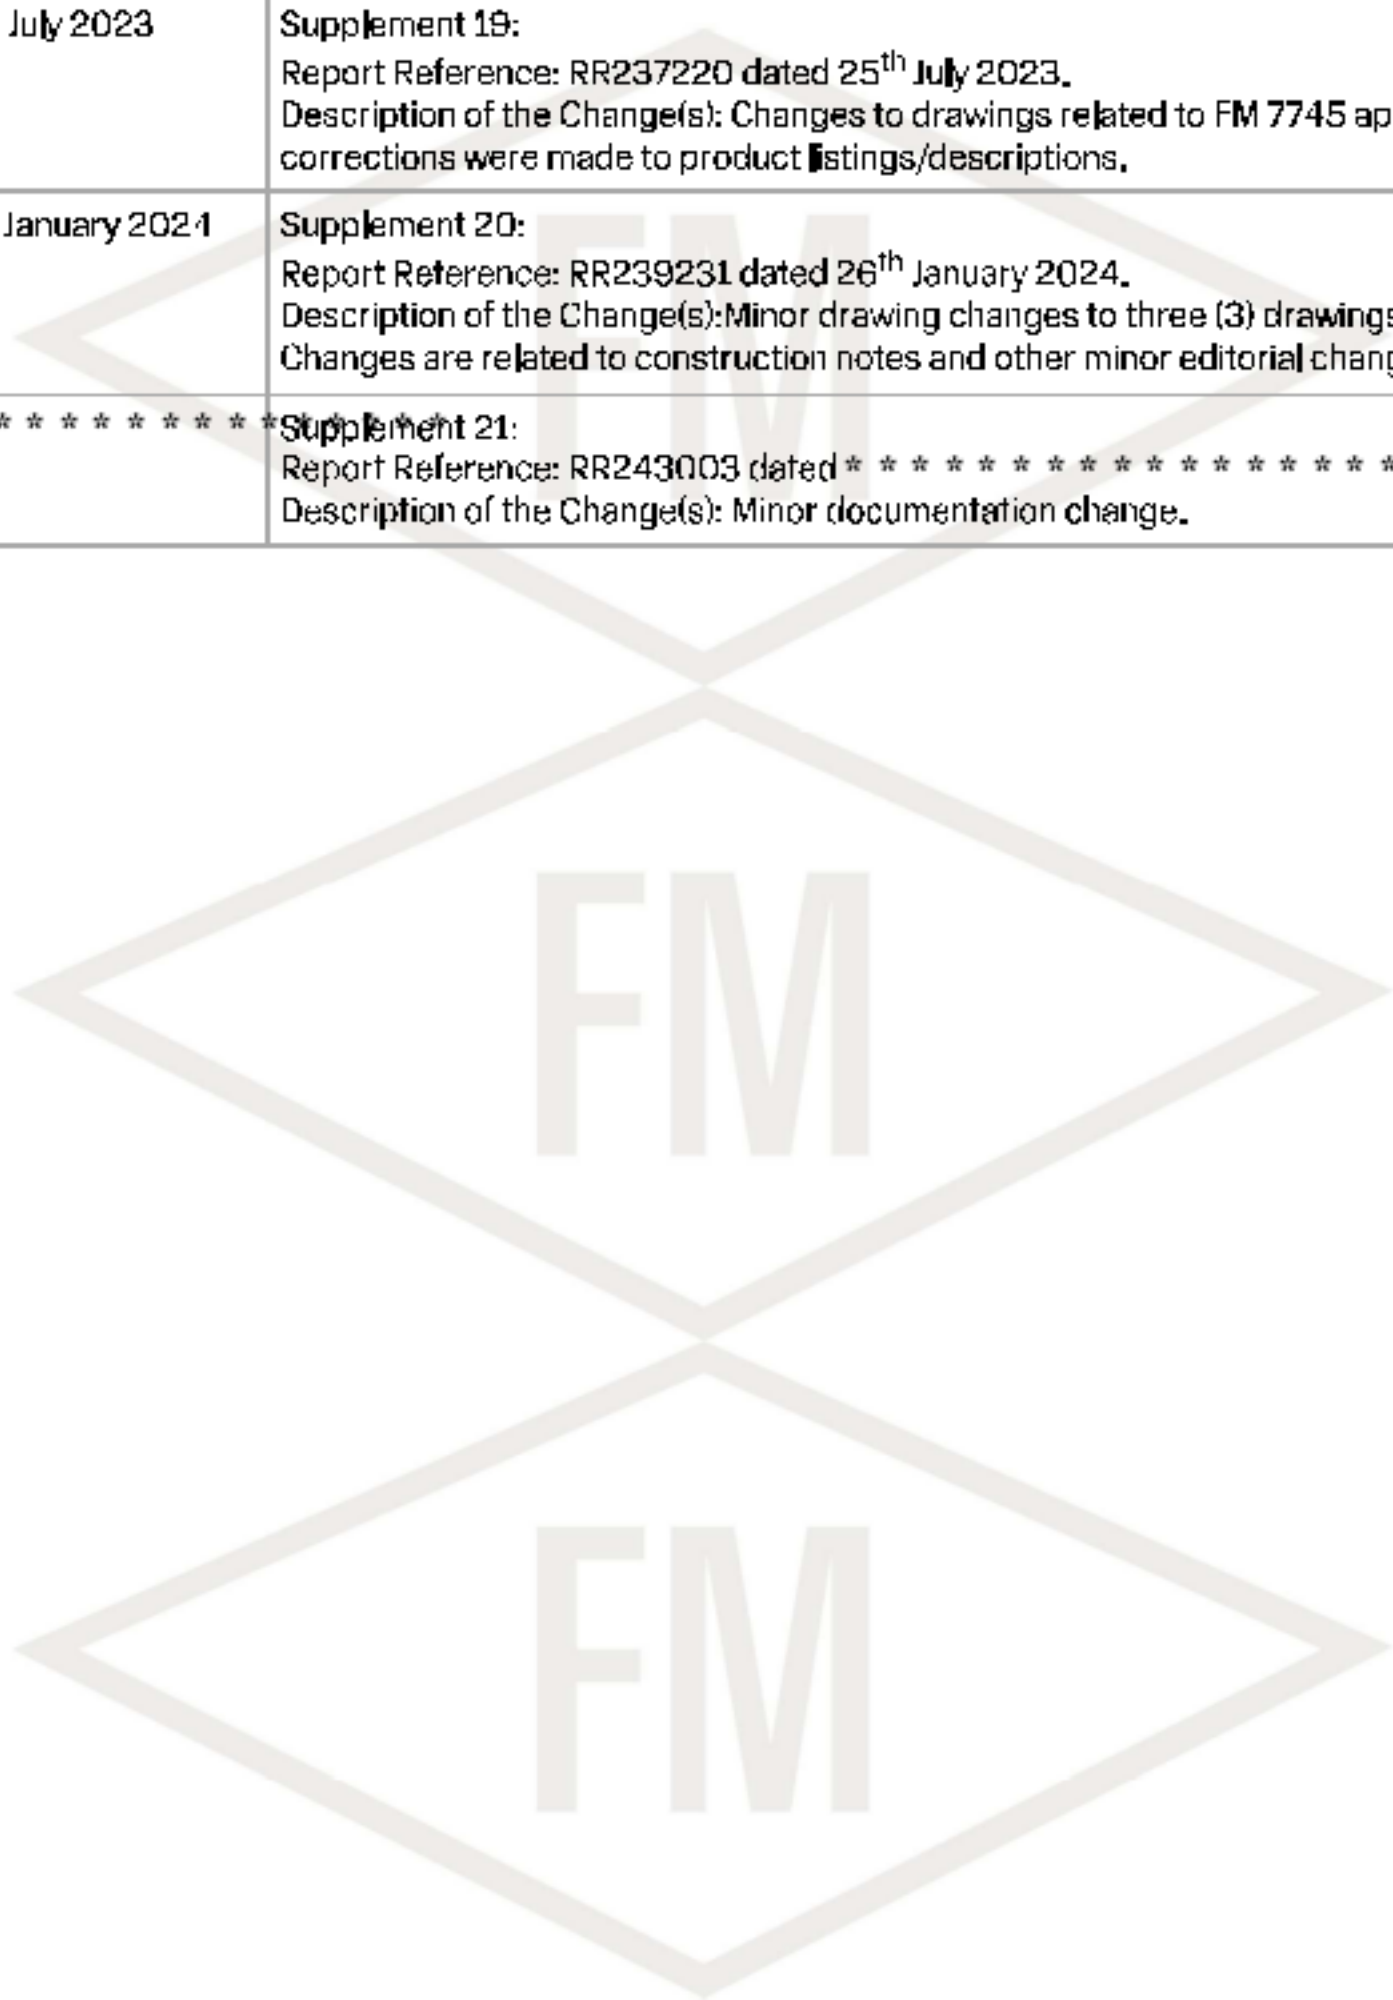 July 2023
Supplement 19:
Report Reference: RR237220 dated 25th July 2023.
Description of the Change(s): Changes to drawings related to FM 7745 ap
corrections were made to product listings/descriptions.
January 2024
Supplement 20:
Report Reference: RR239231 dated 26th January 2024.
Description of the Change(s):Minor drawing changes to three (3) drawings
Changes are related to construction notes and other minor editorial chang
* * * * * * * * * * * * * *
Supplement 21:
Report Reference: RR243003 dated * * * * * * * * * * * * * * * * *
Description of the Change(s): Minor documentation change.
FM
FM
FM